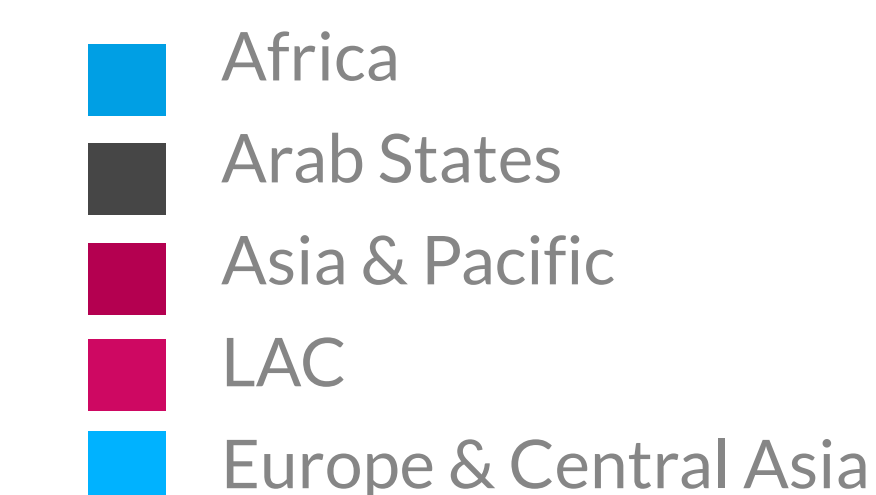 Africa
Arab States
Asia & Pacific
LAC
Europe & Central Asia